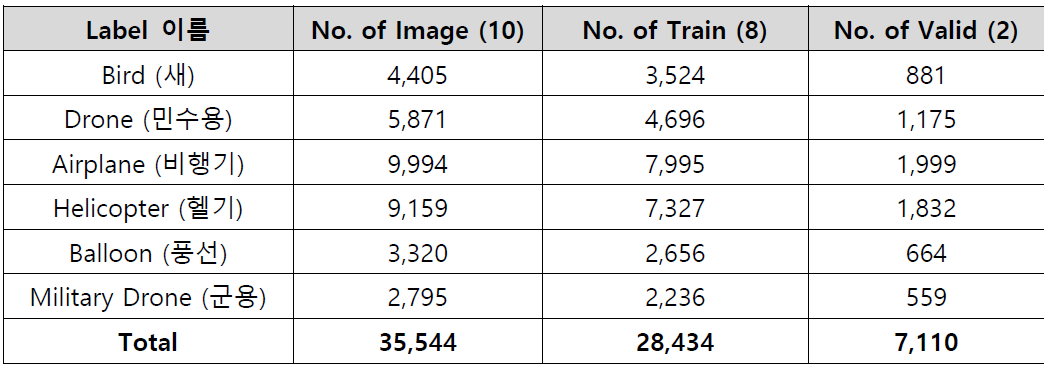 Label 이름 No. of Image (10) No. of Train (8) No. of Valid (2)
Bird (새) 4,405 3,524 881
Drone (민수용) 5,871 4,696 1,175
Airplane (비행기) 9,994 7,995 1,999
Helicopter (헬기) 9,159 7,327 1,832
Balloon (풍선) 3,320 2,656 664
Military Drone (군용) 2,795 2,236 559
Total 35,544 28,434 7,110